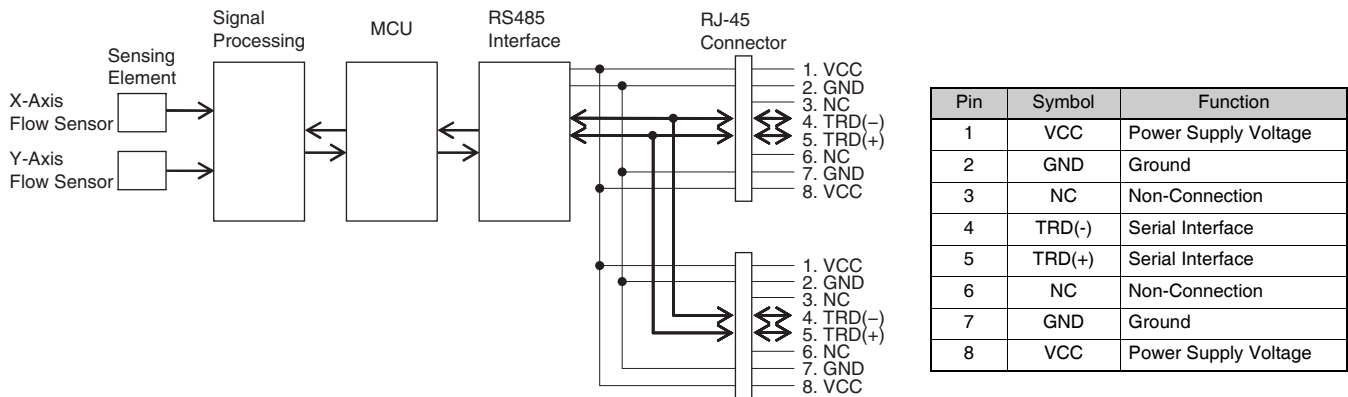 Signal
Processing
MCU
RS485
Interface
RJ-45
Connector
Sensing
Element
X-Axis
Flow Sensor
Y-Axis
Flow Sensor
1. VCC
2. GND
3. NC
4. TRD(−)
5. TRD(+)
6. NC
7. GND
8. VCC
1. VCC
2. GND
3. NC
4. TRD(−)
5. TRD(+)
6. NC
7. GND
8. VCC
Pin Symbol Function
1 VCC Power Supply Voltage
2 GND Ground
3 NC Non-Connection
4 TRD(-) Serial Interface
5 TRD(+) Serial Interface
6 NC Non-Connection
7 GND Ground
8 VCC Power Supply Voltage